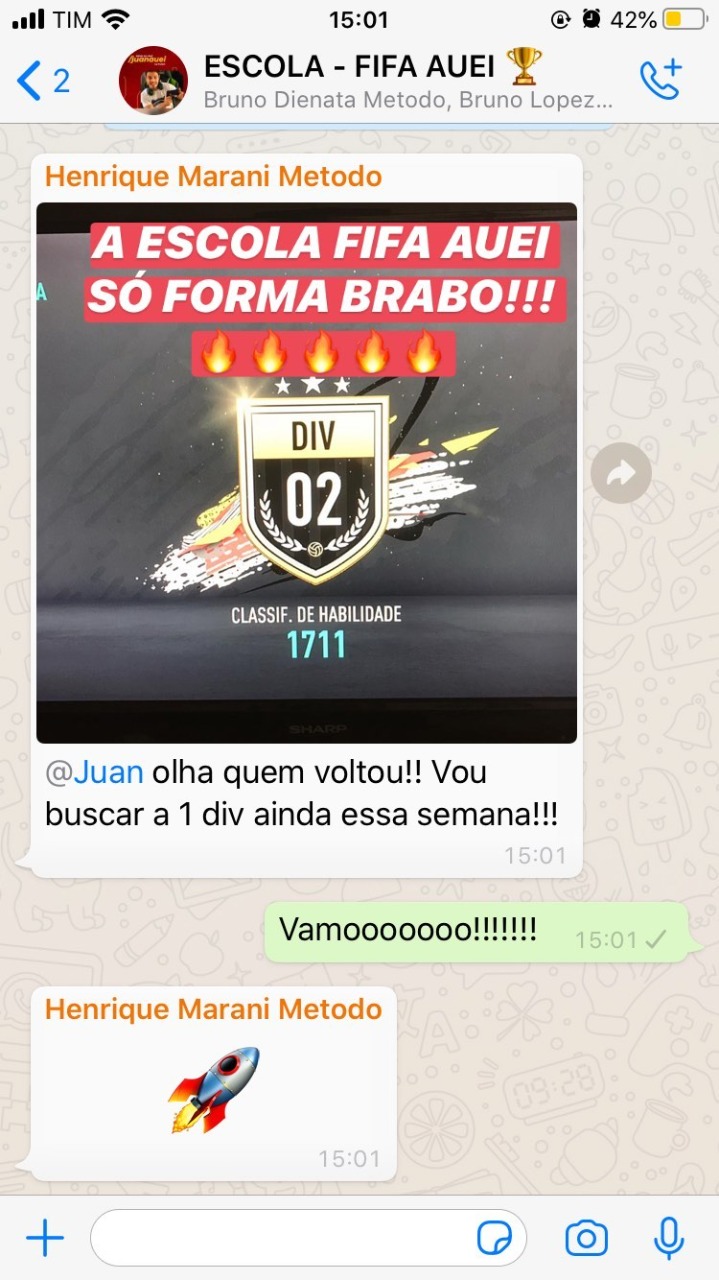 TIM
15:01
42%
2
ESCOLA - FIFA AUEI 🏆
Bruno Dienata Metodo, Bruno Lopez...
Henrique Marani Metodo
A ESCOLA FIFA AUEI
SÓ FORMA BRABO!!!
🔥🔥🔥🔥🔥
A
DIV
02
CLASSIF. DE HABILIDADE
1711
SHARP
@Juan olha quem voltou!! Vou
buscar a 1 div ainda essa semana!!!
15:01
Vamooooooo!!!!!!!
15:01
Henrique Marani Metodo
🚀
15:01